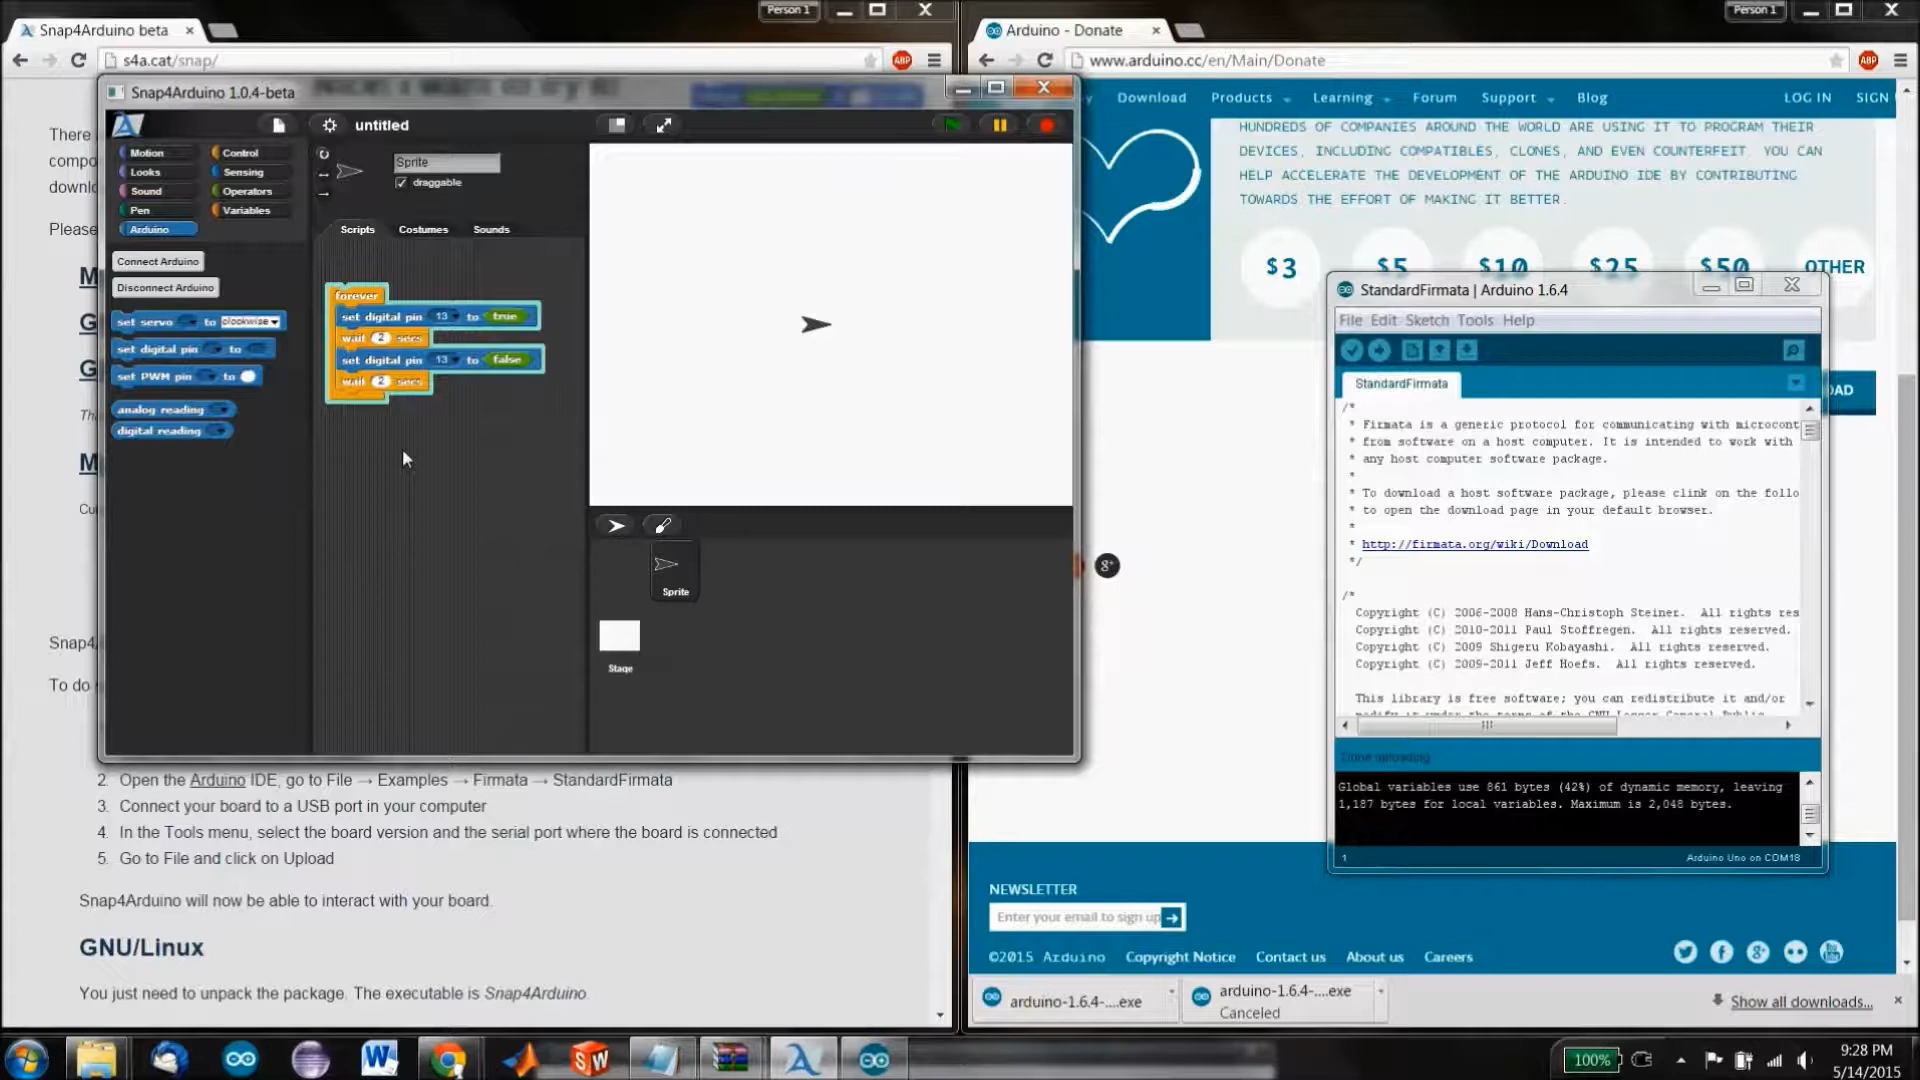 Person 1
Snap4Arduino beta
s4a.cat/snap/
There
compo
downlo
Please
Cur
Snap4
To do
Snap4Arduino 1.0.4-beta
untitled
Motion
Control
Looks
Sensing
Sound
Operators
Pen
Variables
Arduino
Connect Arduino
Disconnect Arduino
set servo to clockwise
set digital pin to
set PWM pin to
analog reading
digital reading
Sprite
draggable
Scripts Costumes Sounds
forever
set digital pin 13 to true
wait 2 secs
set digital pin 13 to false
wait 2 secs
Sprite
Stage
2. Open the Arduino IDE, go to File → Examples → Firmata → StandardFirmata
3. Connect your board to a USB port in your computer
4. In the Tools menu, select the board version and the serial port where the board is connected
5. Go to File and click on Upload
Snap4Arduino will now be able to interact with your board.
GNU/Linux
You just need to unpack the package. The executable is Snap4Arduino.
Person 1
Arduino - Donate
www.arduino.cc/en/Main/Donate
ABP
ABP
y Download Products Learning Forum Support Blog LOG IN SIGN
HUNDREDS OF COMPANIES AROUND THE WORLD ARE USING IT TO PROGRAM THEIR
DEVICES, INCLUDING COMPATIBLES, CLONES, AND EVEN COUNTERFEIT. YOU CAN
HELP ACCELERATE THE DEVELOPMENT OF THE ARDUINO IDE BY CONTRIBUTING
TOWARDS THE EFFORT OF MAKING IT BETTER.
$3 $5 $10 $25 $50 OTHER
OAD
g+
StandardFirmata | Arduino 1.6.4
File Edit Sketch Tools Help
StandardFirmata
/*
* Firmata is a generic protocol for communicating with microcont
* from software on a host computer. It is intended to work with
* any host computer software package.
*
* To download a host software package, please clink on the follo
* to open the download page in your default browser.
*
* http://firmata.org/wiki/Download
*/
/*
Copyright (C) 2006-2008 Hans-Christoph Steiner. All rights res
Copyright (C) 2010-2011 Paul Stoffregen. All rights reserved.
Copyright (C) 2009 Shigeru Kobayashi. All rights reserved.
Copyright (C) 2009-2011 Jeff Hoefs. All rights reserved.
This library is free software; you can redistribute it and/or
Done uploading.
Global variables use 861 bytes (42%) of dynamic memory, leaving
1,187 bytes for local variables. Maximum is 2,048 bytes.
1
Arduino Uno on COM18
NEWSLETTER
Enter your email to sign up
©2015 Arduino Copyright Notice Contact us About us Careers
arduino-1.6.4-....exe
arduino-1.6.4-....exe
Canceled
Show all downloads...
100%
9:28 PM
5/14/2015